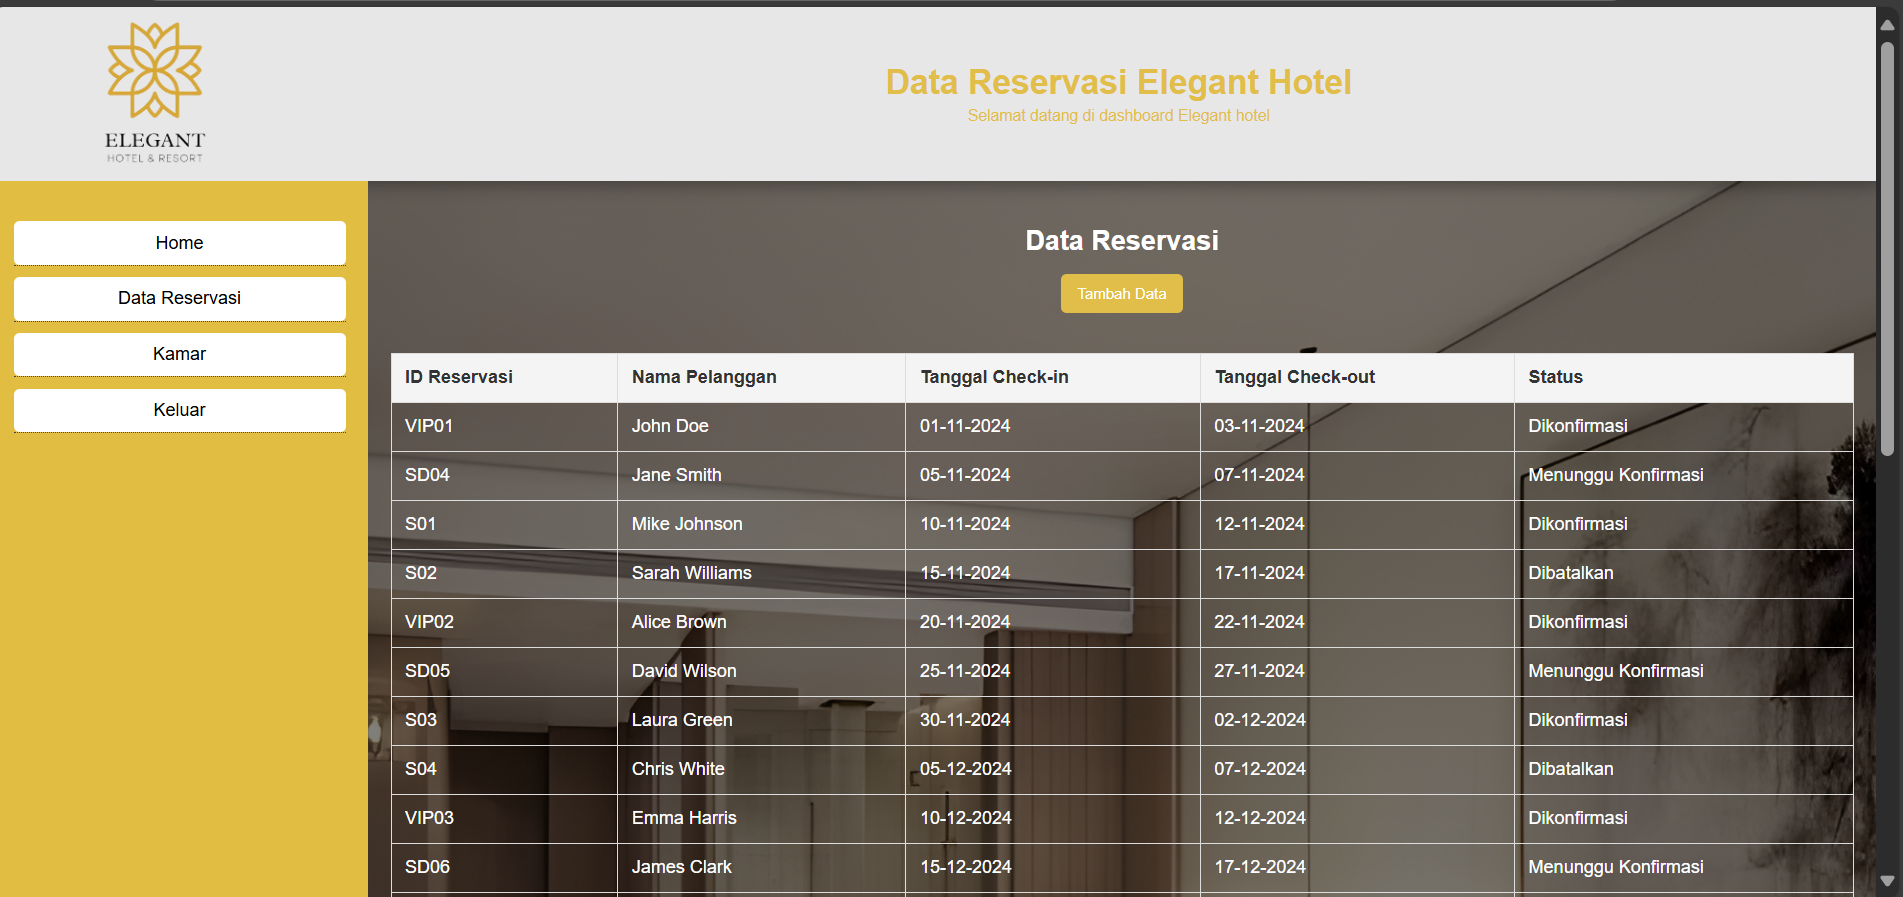 ELEGANT
HOTEL & RESORT
Data Reservasi Elegant Hotel
Selamat datang di dashboard Elegant hotel
Home
Data Reservasi
Kamar
Keluar
Data Reservasi
Tambah Data
ID Reservasi Nama Pelanggan Tanggal Check-in Tanggal Check-out Status
VIP01 John Doe 01-11-2024 03-11-2024 Dikonfirmasi
SD04 Jane Smith 05-11-2024 07-11-2024 Menunggu Konfirmasi
S01 Mike Johnson 10-11-2024 12-11-2024 Dikonfirmasi
S02 Sarah Williams 15-11-2024 17-11-2024 Dibatalkan
VIP02 Alice Brown 20-11-2024 22-11-2024 Dikonfirmasi
SD05 David Wilson 25-11-2024 27-11-2024 Menunggu Konfirmasi
S03 Laura Green 30-11-2024 02-12-2024 Dikonfirmasi
S04 Chris White 05-12-2024 07-12-2024 Dibatalkan
VIP03 Emma Harris 10-12-2024 12-12-2024 Dikonfirmasi
SD06 James Clark 15-12-2024 17-12-2024 Menunggu Konfirmasi